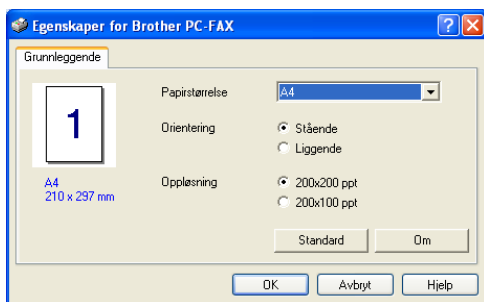 Egenskaper for Brother PC-FAX
Grunnleggende
1
A4
210 x 297 mm
Papirstørrelse
A4
Orientering
Stående
Liggende
Oppløsning
200x200 ppt
200x100 ppt
Standard
Om
OK
Avbryt
Hjelp